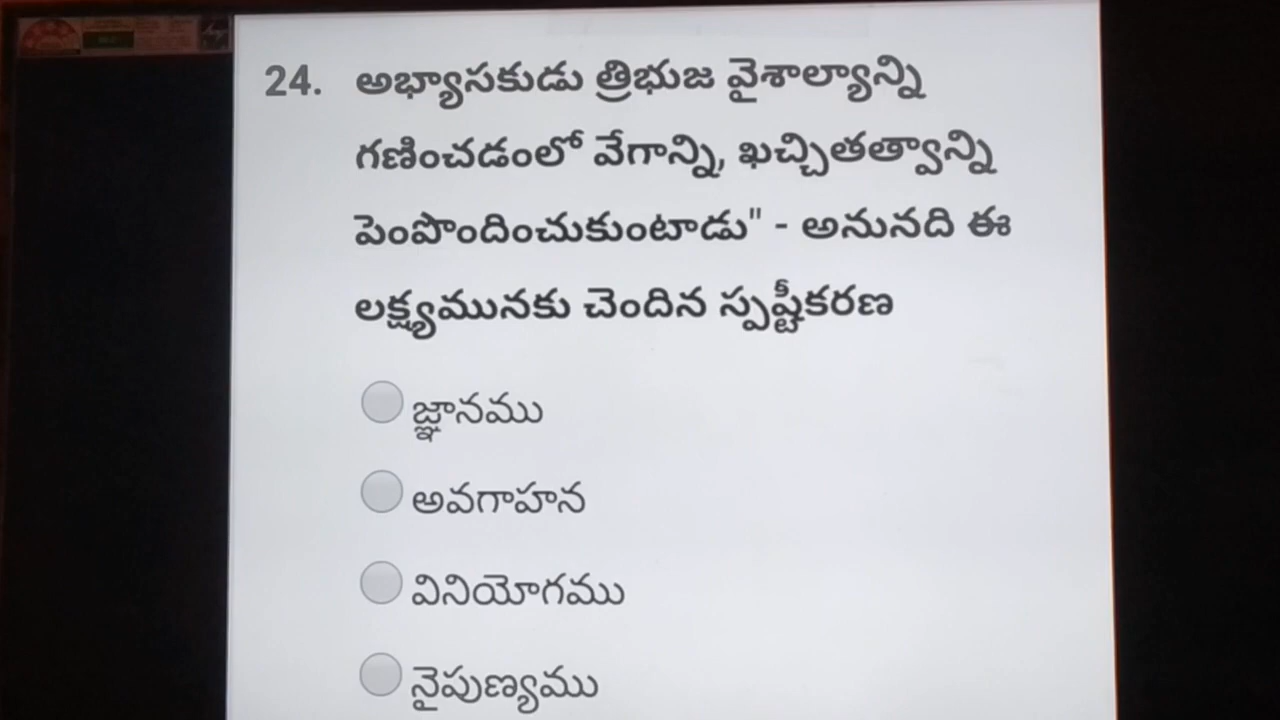 24. అభ్యాసకుడు త్రిభుజ వైశాల్యాన్ని
గణించడంలో వేగాన్ని, ఖచ్చితత్వాన్ని
పెంపొందించుకుంటాడు" - అనునది ఈ
లక్ష్యమునకు చెందిన స్పష్టీకరణ
జ్ఞానము
అవగాహన
వినియోగము
నైపుణ్యము